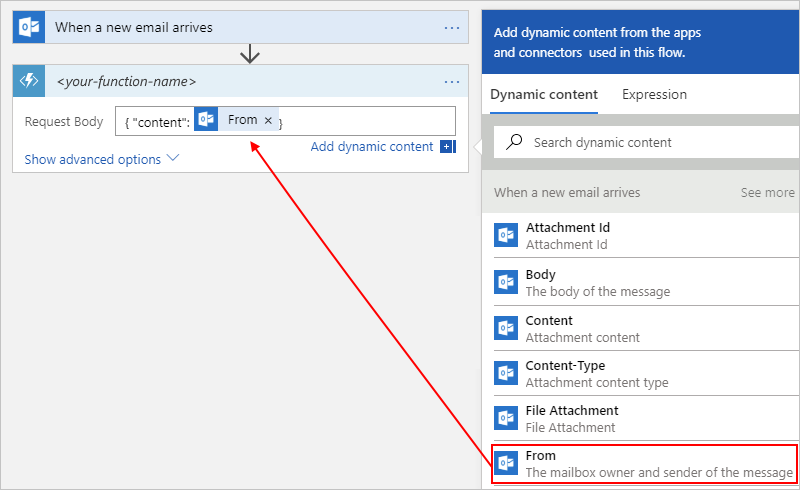 When a new email arrives
<your-function-name>
Request Body
{ "content": From × }
Add dynamic content
Show advanced options
Add dynamic content from the apps
and connectors used in this flow.
Dynamic content
Expression
Search dynamic content
When a new email arrives
See more
Attachment Id
Attachment Id
Body
The body of the message
Content
Attachment content
Content-Type
Attachment content type
File Attachment
File Attachment
From
The mailbox owner and sender of the message